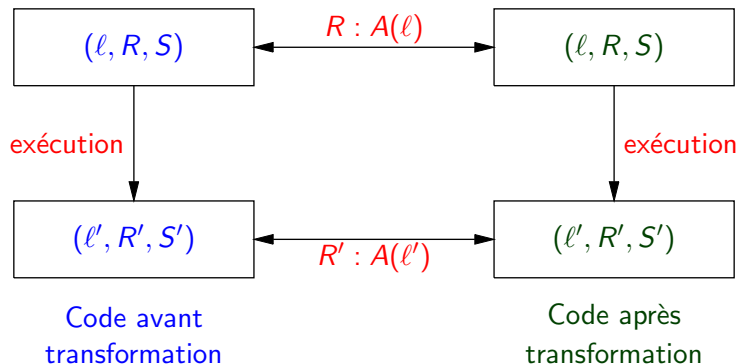 (ℓ, R, S)
R : A(ℓ)
(ℓ, R, S)
exécution
exécution
(ℓ′, R′, S′)
R′ : A(ℓ′)
(ℓ′, R′, S′)
Code avant
transformation
Code après
transformation